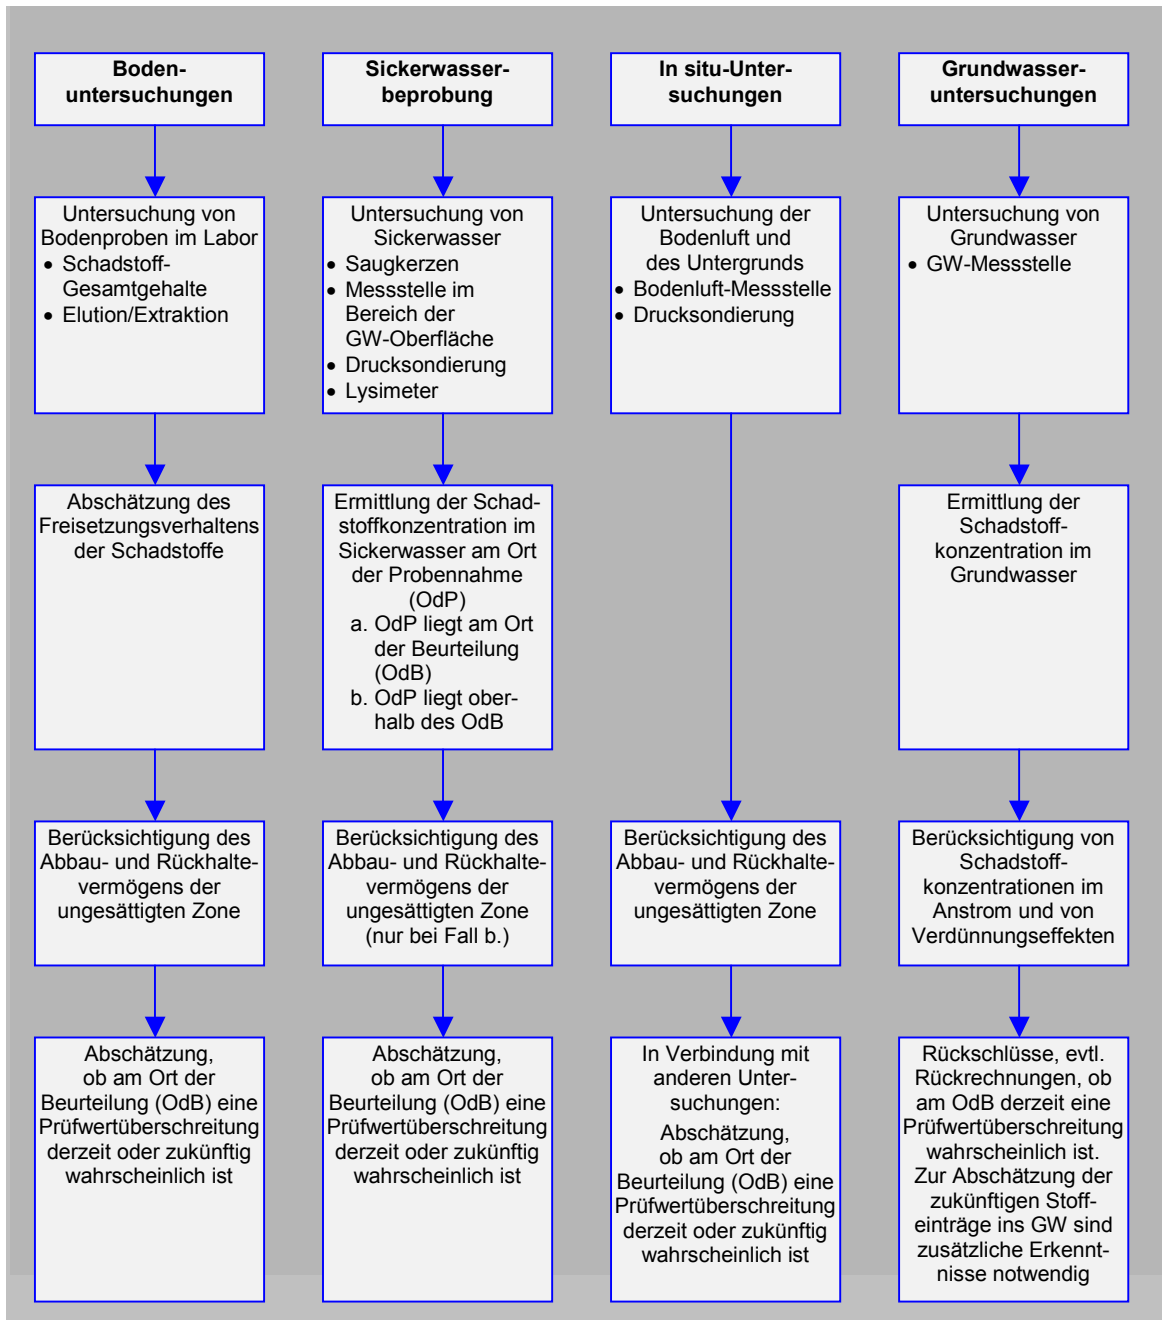 Boden-
untersuchungen
Untersuchung von
Bodenproben im Labor
• Schadstoff-
Gesamtgehalte
• Elution/Extraktion
Abschätzung des
Freisetzungsverhaltens
der Schadstoffe
Berücksichtigung des
Abbau- und Rückhalte-
vermögens der
ungesättigten Zone
Abschätzung,
ob am Ort der
Beurteilung (OdB) eine
Prüfwertüberschreitung
derzeit oder zukünftig
wahrscheinlich ist
Sickerwasser-
beprobung
Untersuchung von
Sickerwasser
• Saugkerzen
• Messstelle im
Bereich der
GW-Oberfläche
• Drucksondierung
• Lysimeter
Ermittlung der Schad-
stoffkonzentration im
Sickerwasser am Ort
der Probennahme
(OdP)
a. OdP liegt am Ort
der Beurteilung
(OdB)
b. OdP liegt ober-
halb des OdB
Berücksichtigung des
Abbau- und Rückhalte-
vermögens der
ungesättigten Zone
(nur bei Fall b.)
Abschätzung,
ob am Ort der
Beurteilung (OdB) eine
Prüfwertüberschreitung
derzeit oder zukünftig
wahrscheinlich ist
In situ-Unter-
suchungen
Untersuchung der
Bodenluft und
des Untergrunds
• Bodenluft-Messstelle
• Drucksondierung
Berücksichtigung des
Abbau- und Rückhalte-
vermögens der
ungesättigten Zone
In Verbindung mit
anderen Unter-
suchungen:
Abschätzung,
ob am Ort der
Beurteilung (OdB) eine
Prüfwertüberschreitung
derzeit oder zukünftig
wahrscheinlich ist
Grundwasser-
untersuchungen
Untersuchung von
Grundwasser
• GW-Messstelle
Ermittlung der
Schadstoff-
konzentration im
Grundwasser
Berücksichtigung von
Schadstoff-
konzentrationen im
Anstrom und von
Verdünnungseffekten
Rückschlüsse, evtl.
Rückrechnungen, ob
am OdB derzeit eine
Prüfwertüberschreitung
wahrscheinlich ist.
Zur Abschätzung der
zukünftigen Stoff-
einträge ins GW sind
zusätzliche Erkennt-
nisse notwendig